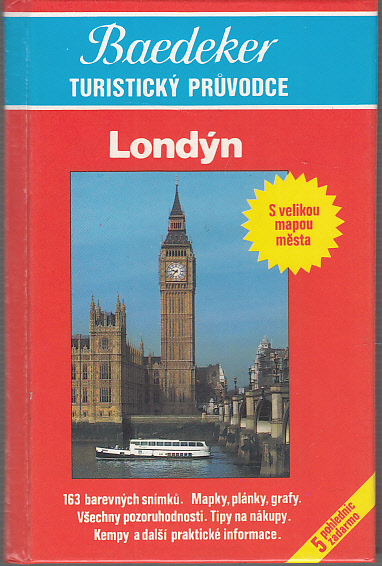 Baedeker
TURISTICKÝ PRŮVODCE
Londýn
S velikou
mapou
města
163 barevných snímků. Mapky, plánky, grafy.
Všechny pozoruhodnosti. Tipy na nákupy.
Kempy a další praktické informace.
5 pohlednic
zadarmo